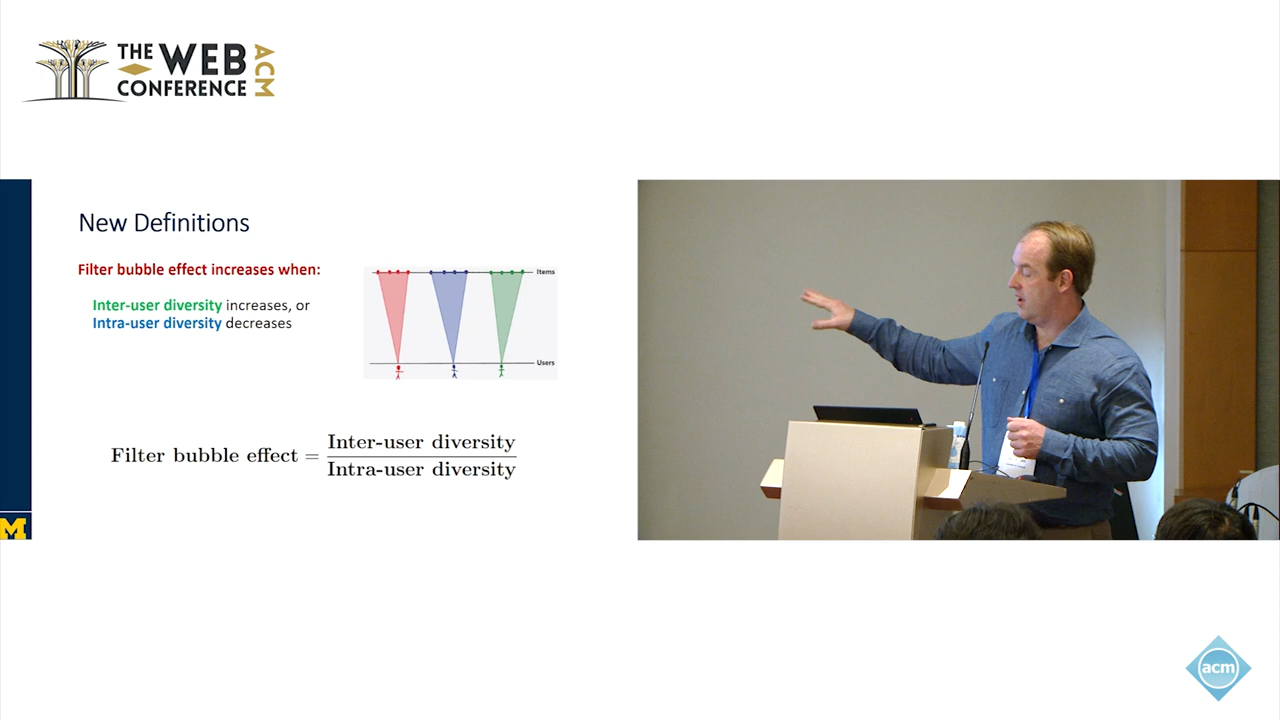 THE WEB
CONFERENCE
ACM
New Definitions
Filter bubble effect increases when:
Inter-user diversity increases, or
Intra-user diversity decreases
Items
Users
Filter bubble effect = Inter-user diversity
Intra-user diversity
M
acm